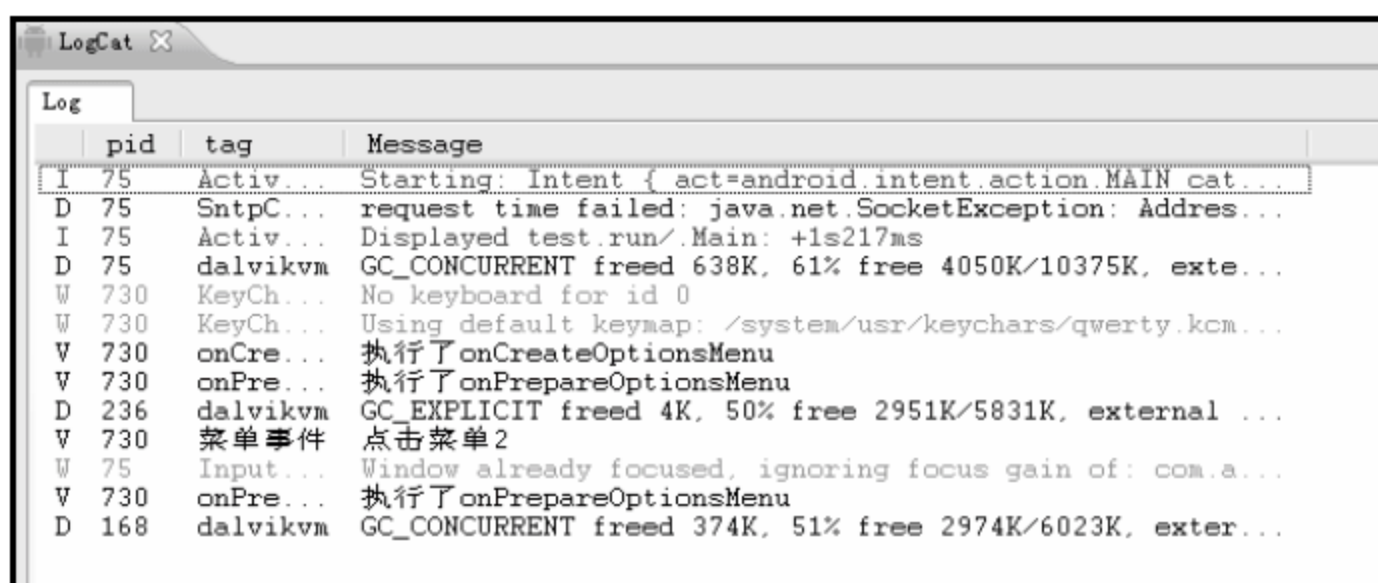 LogCat
Log
pid tag Message
I 75 Activ... Starting: Intent { act=android.intent.action.MAIN cat...
D 75 SntpC... request time failed: java.net.SocketException: Addres...
I 75 Activ... Displayed test.run/.Main: +1s217ms
D 75 dalvikvm GC_CONCURRENT freed 638K, 61% free 4050K/10375K, exte...
W 730 KeyCh... No keyboard for id 0
W 730 KeyCh... Using default keymap: /system/usr/keychars/qwerty.kcm...
V 730 onCre... 执行了onCreateOptionsMenu
V 730 onPre... 执行了onPrepareOptionsMenu
D 236 dalvikvm GC_EXPLICIT freed 4K, 50% free 2951K/5831K, external ...
V 730 菜单事件 点击菜单2
W 75 Input... Window already focused, ignoring focus gain of: com.a...
V 730 onPre... 执行了onPrepareOptionsMenu
D 168 dalvikvm GC_CONCURRENT freed 374K, 51% free 2974K/6023K, exter...